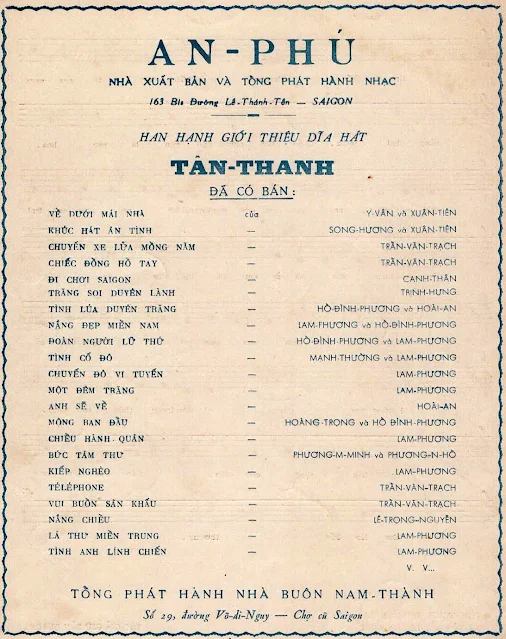 AN-PHÚ
NHÀ XUẤT BẢN VÀ TỔNG PHÁT HÀNH NHẠC
163 Bis Đường Lê-Thánh-Tôn — SAIGON
HÂN HẠNH GIỚI THIỆU DĨA HÁT
TÂN-THANH
ĐÃ CÓ BÁN :
VỀ DƯỚI MÁI NHÀ của Y-VÂN và XUÂN-TIÊN
KHÚC HÁT ÂN TÌNH — SONG-HƯƠNG và XUÂN-TIÊN
CHUYẾN XE LỬA MỒNG NĂM — TRẦN-VĂN-TRẠCH
CHIẾC ĐỒNG HỒ TAY — TRẦN-VĂN-TRẠCH
ĐI CHƠI SAIGON — CANH-THÂN
TRĂNG SOI DUYÊN LÀNH — TRỊNH-HƯNG
TÌNH LÚA DUYÊN TRĂNG — HỒ-ĐÌNH-PHƯƠNG và HOÀI-AN
NẮNG ĐẸP MIỀN NAM — LAM-PHƯƠNG và HỒ-ĐÌNH-PHƯƠNG
ĐOÀN NGƯỜI LỮ THỨ — HỒ-ĐÌNH-PHƯƠNG và LAM-PHƯƠNG
TÌNH CỐ ĐÔ — MẠNH-THƯỜNG và LAM-PHƯƠNG
CHUYẾN ĐÒ VĨ TUYẾN — LAM-PHƯƠNG
MỘT ĐÊM TRĂNG — LAM-PHƯƠNG
ANH SẼ VỀ — HOÀI-AN
MỘNG BAN ĐẦU — HOÀNG-TRỌNG và HỒ ĐÌNH-PHƯƠNG
CHIỀU HÀNH-QUÂN — LAM-PHƯƠNG
BỨC TÂM THƯ — PHƯƠNG-M-MINH và PHƯƠNG-N-HỒ
KIẾP NGHÈO — LAM-PHƯƠNG
TÉLÉPHONE — TRẦN-VĂN-TRẠCH
VUI BUỒN SÂN KHẤU — TRẦN-VĂN-TRẠCH
NẮNG CHIỀU — LÊ-TRỌNG-NGUYỄN
LÁ THƯ MIỀN TRUNG — LAM-PHƯƠNG
TÌNH ANH LÍNH CHIẾN — LAM-PHƯƠNG
V. V...
TỔNG PHÁT HÀNH NHÀ BUÔN NAM-THÀNH
Số 29, đường Võ-di-Nguy — Chợ cũ Saigon